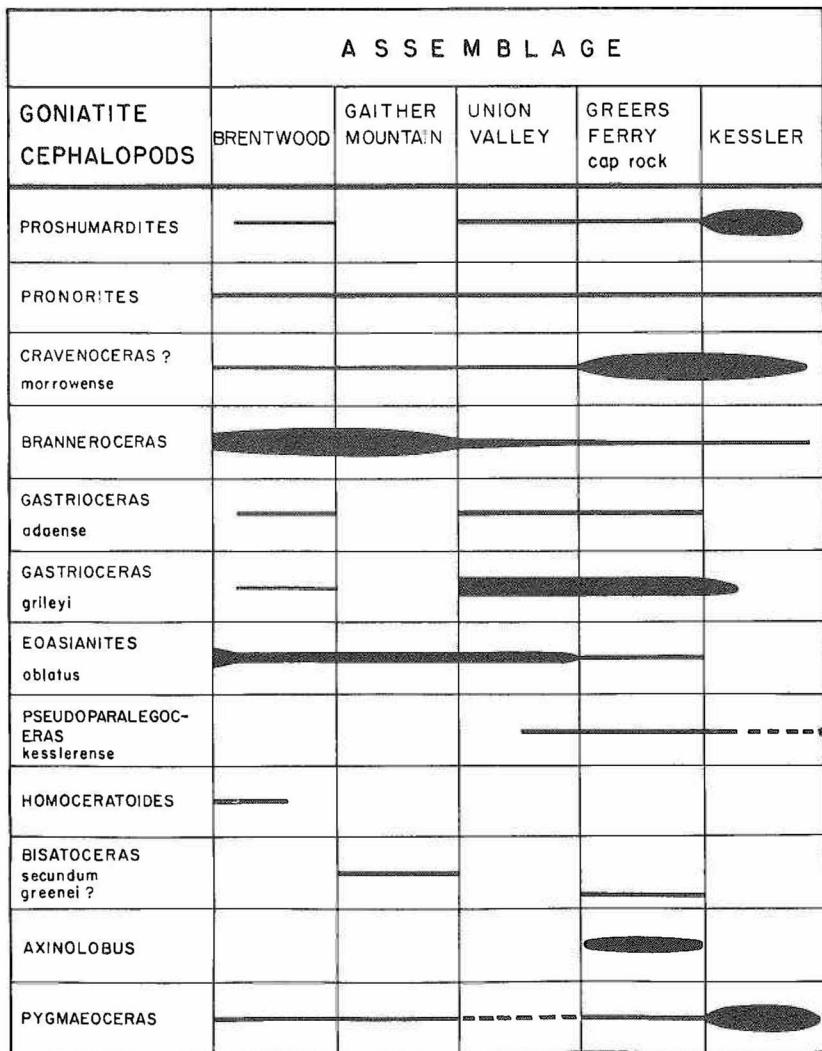 ASSEMBLAGE
GONIATITE
CEPHALOPODS
BRENTWOOD
GAITHER
MOUNTAIN
UNION
VALLEY
GREERS
FERRY
cap rock
KESSLER
PROSHUMARDITES
PRONORITES
CRAVENOCERAS ?
morrowense
BRANNEROCERAS
GASTRIOCERAS
adaense
GASTRIOCERAS
grileyi
EOASIANITES
oblatus
PSEUDOPARALEGOC-
ERAS
kesslerense
HOMOCERATOIDES
BISATOCERAS
secundum
greenei ?
AXINOLOBUS
PYGMAEOCERAS